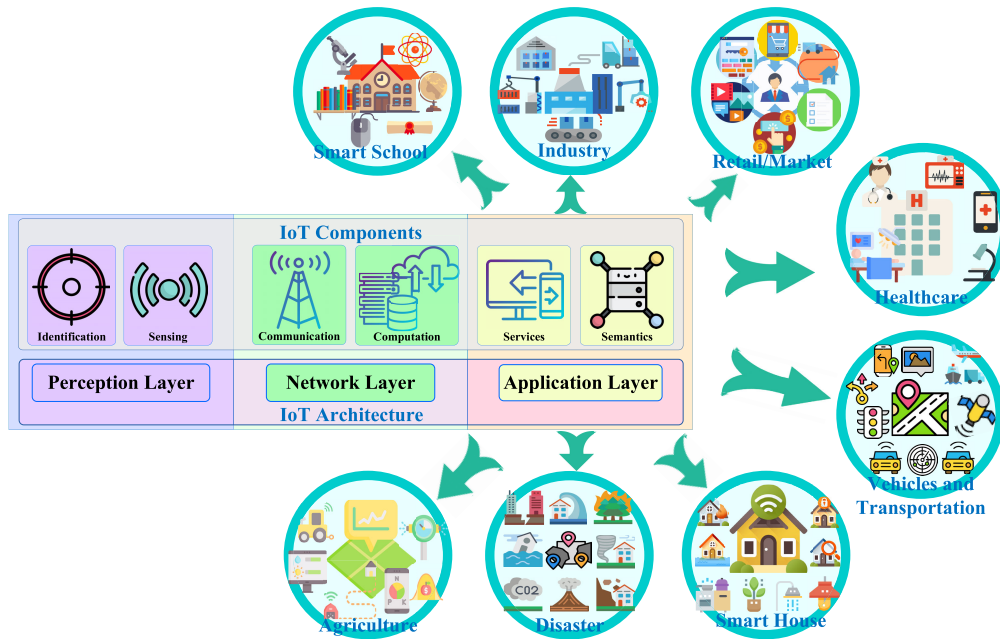 Smart School
Industry
Retail/Market
H
Healthcare
IoT Components
Identification
Sensing
Communication
Computation
Services
Semantics
Perception Layer
Network Layer
Application Layer
IoT Architecture
Vehicles and
Transportation
N
Agriculture
CO2
Disaster
Smart House